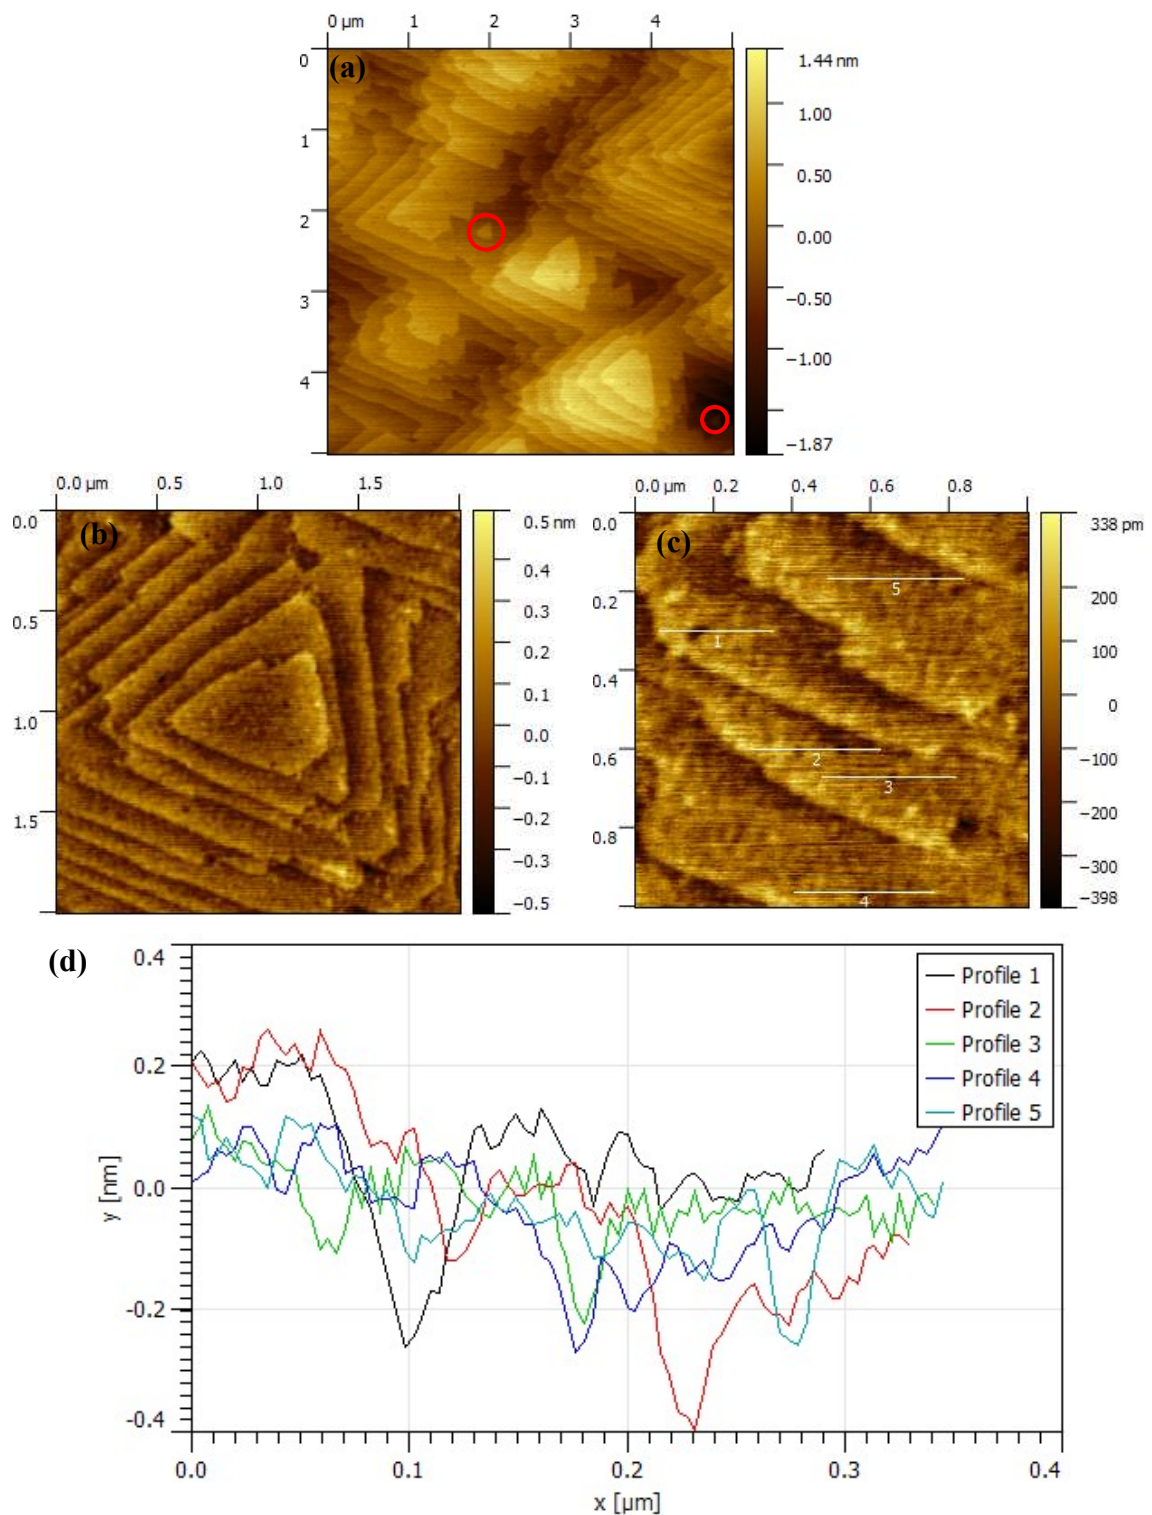 0 µm 1 2 3 4
(a)
0
1
2
3
4
1.44 nm
1.00
0.50
0.00
−0.50
−1.00
−1.87
0.0 µm 0.5 1.0 1.5
(b)
0.0
0.5
1.0
1.5
0.5 nm
0.4
0.3
0.2
0.1
0.0
−0.1
−0.2
−0.3
−0.5
0.0 µm 0.2 0.4 0.6 0.8
(c)
0.0
0.2
0.4
0.6
0.8
5
1
2
3
4
338 pm
200
100
0
−100
−200
−300
−398
(d)
y [nm]
0.4
0.2
0.0
-0.2
-0.4
Profile 1
Profile 2
Profile 3
Profile 4
Profile 5
0.0 0.1 0.2 0.3 0.4
x [µm]